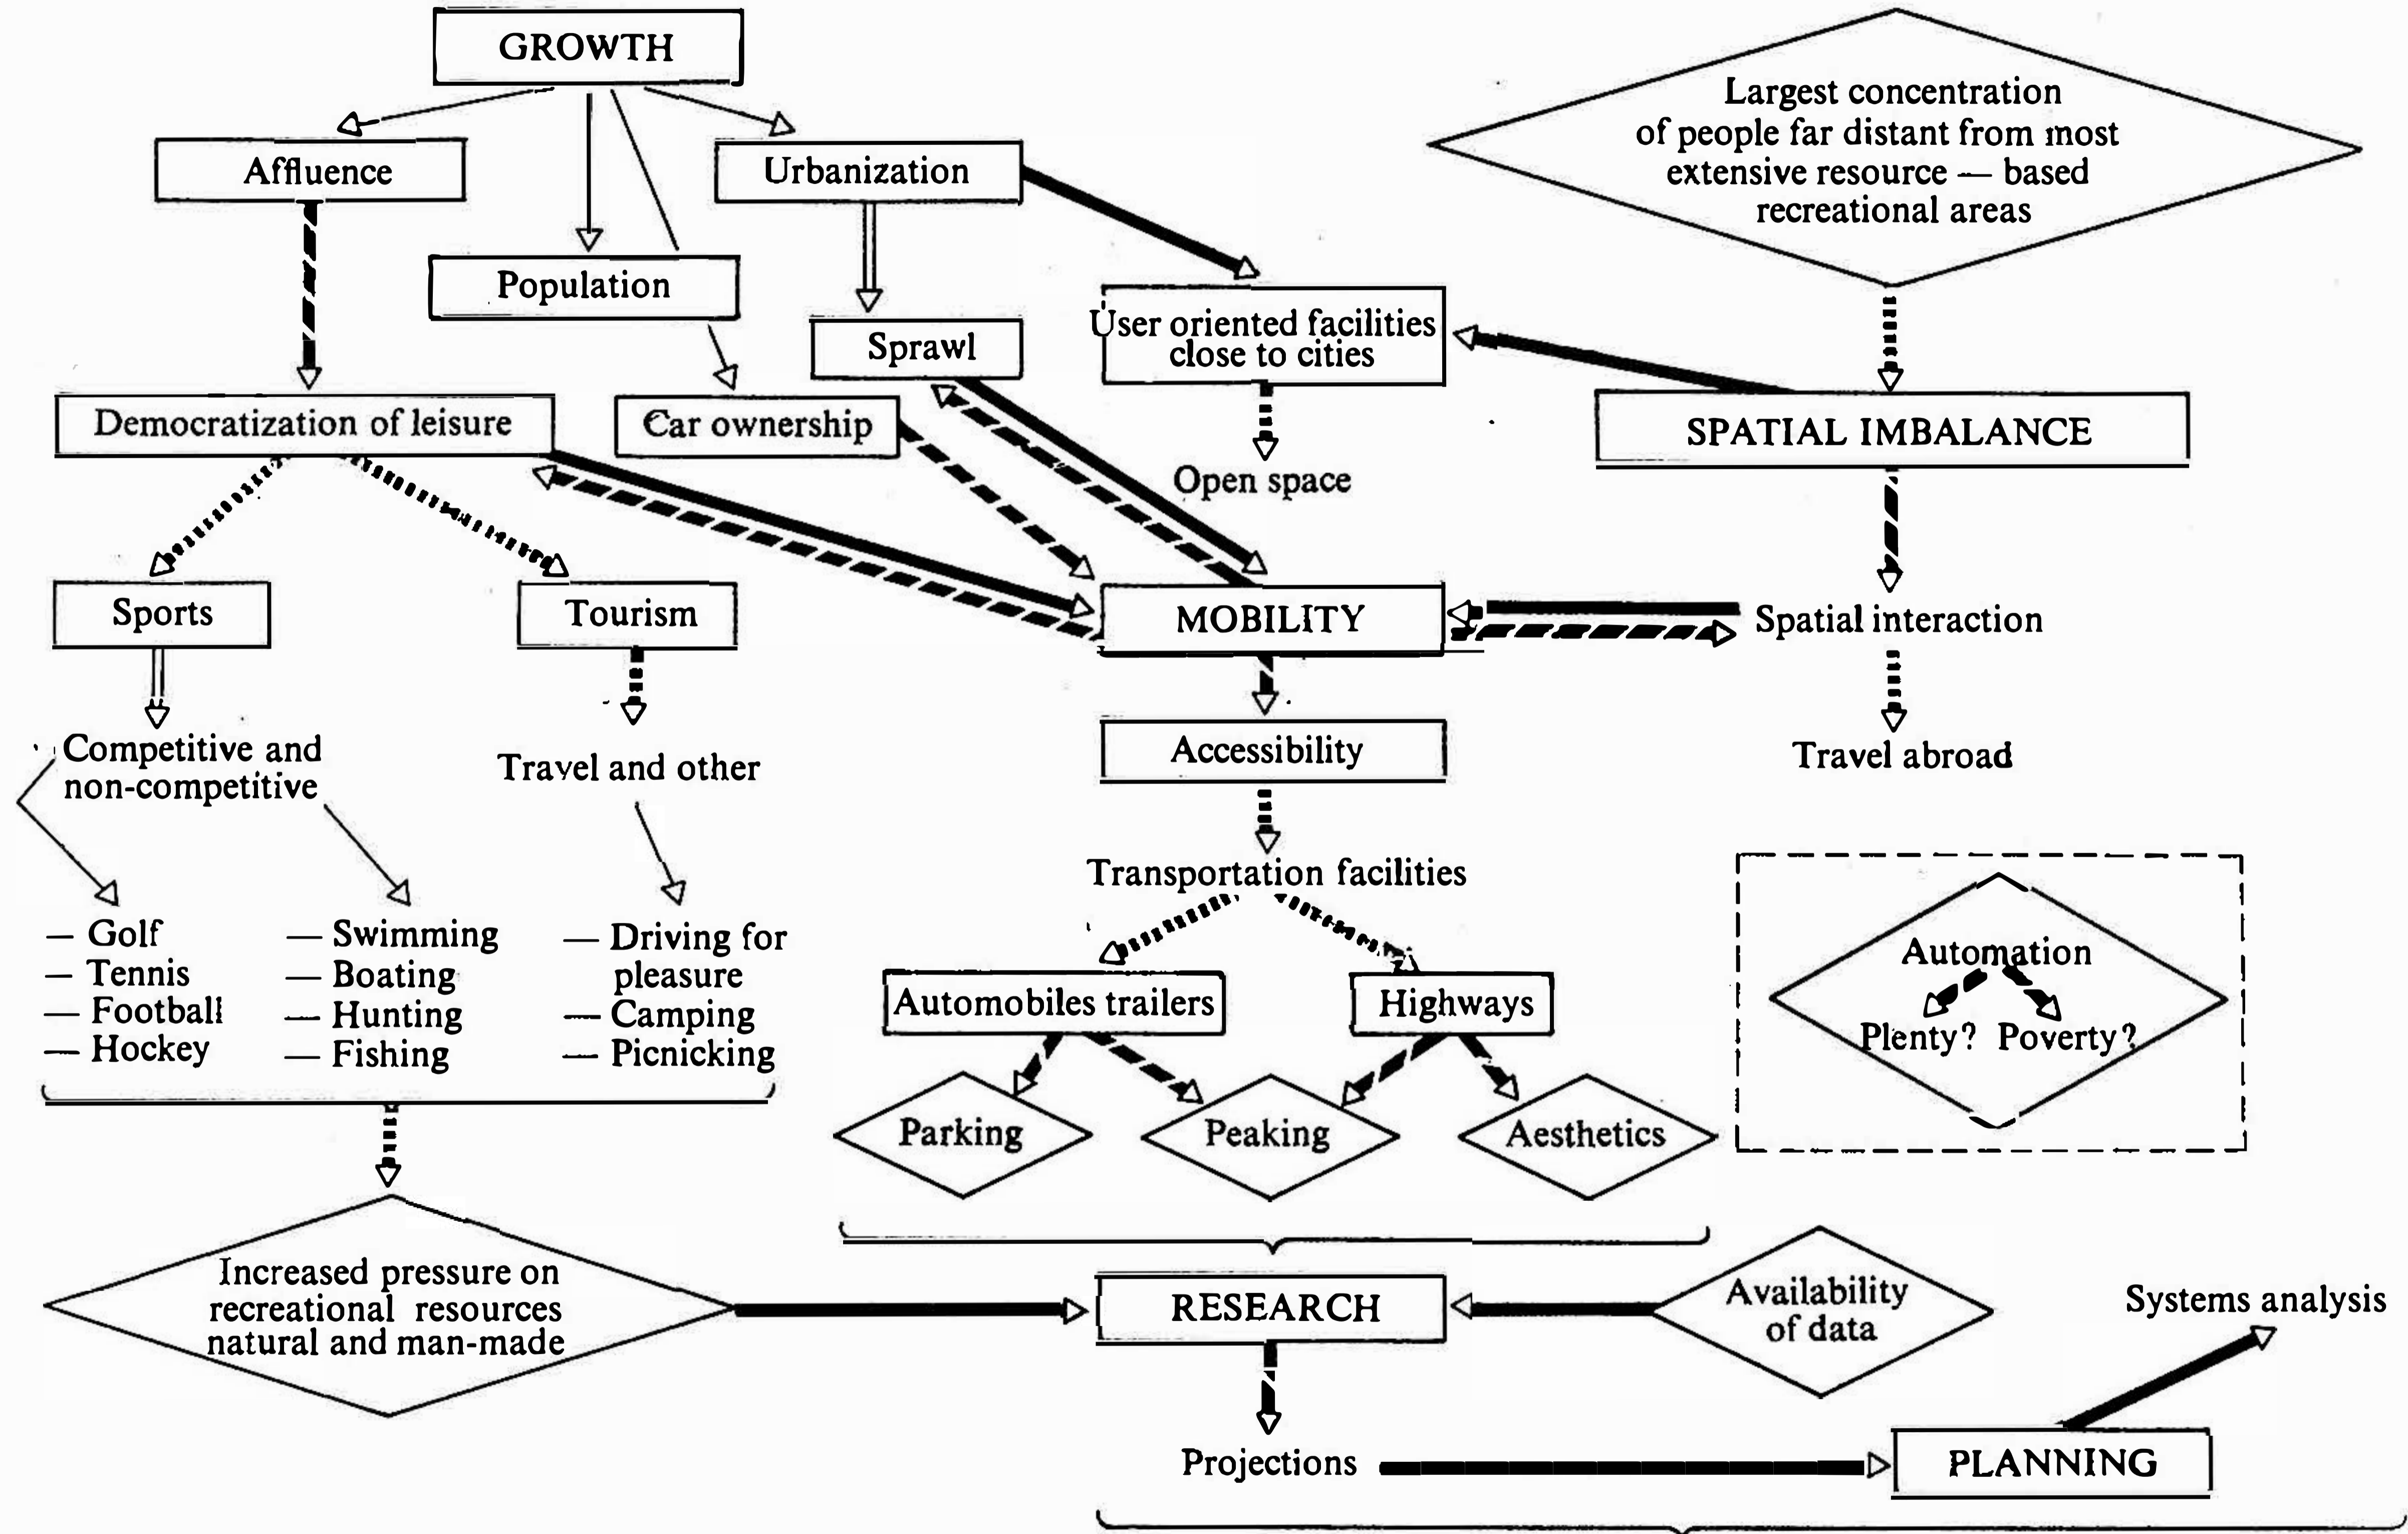 GROWTH
Largest concentration
of people far distant from most
extensive resource — based
recreational areas
Affluence
Urbanization
Population
User oriented facilities
close to cities
Sprawl
Democratization of leisure
Car ownership
SPATIAL IMBALANCE
Open space
Sports
Tourism
MOBILITY
Spatial interaction
Competitive and
non-competitive
Travel and other
Accessibility
Travel abroad
Transportation facilities
— Golf
— Tennis
— Football
— Hockey
— Swimming
— Boating
— Hunting
— Fishing
— Driving for
pleasure
— Camping
— Picnicking
Automobiles trailers
Highways
Automation
Plenty? Poverty?
Parking
Peaking
Aesthetics
Increased pressure on
recreational resources
natural and man-made
RESEARCH
Availability
of data
Systems analysis
Projections
PLANNING